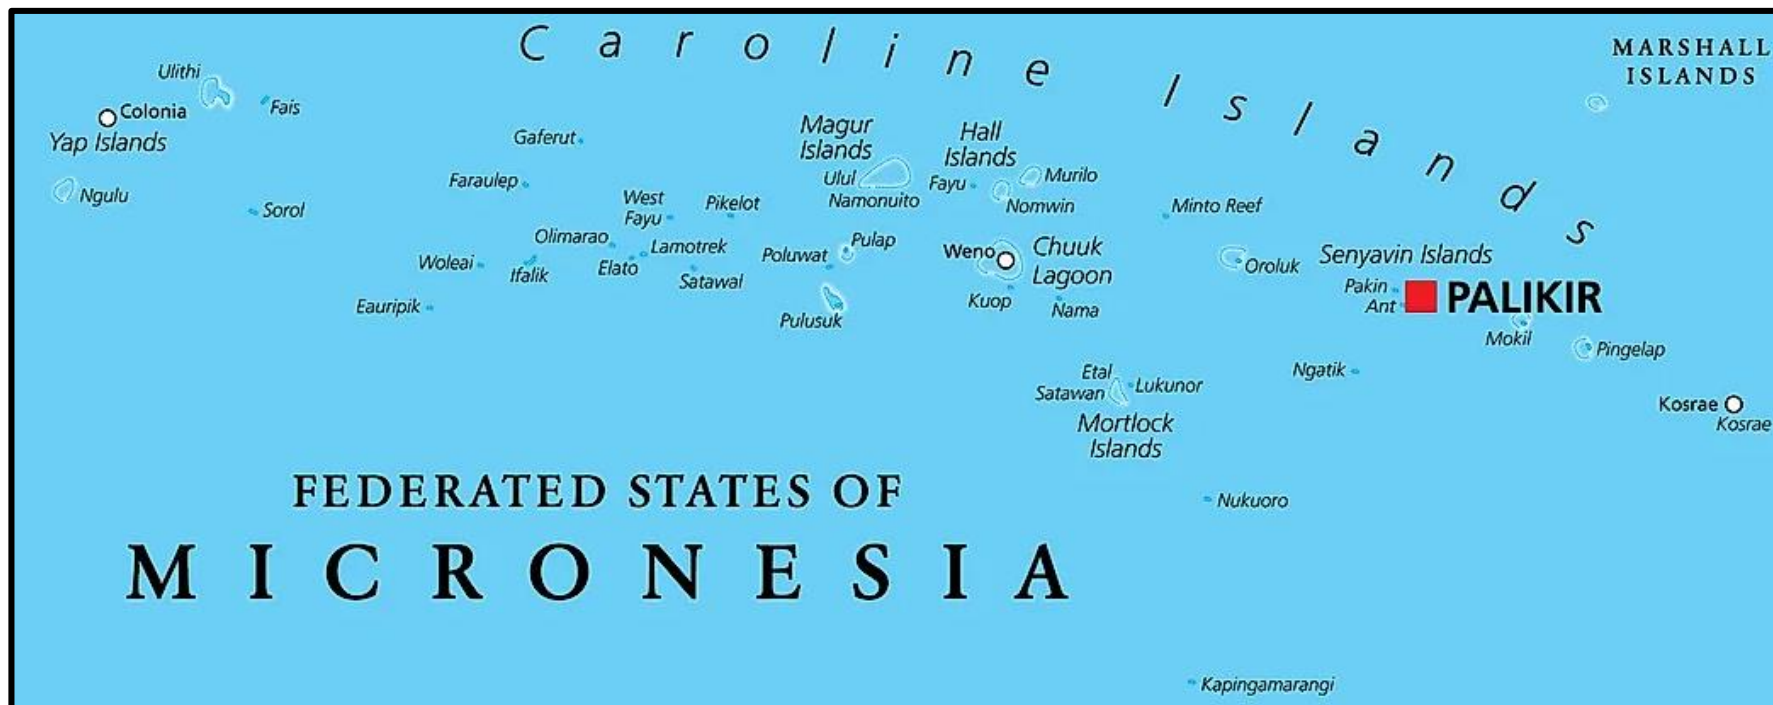 Caroline Islands
MARSHALL
ISLANDS
Ulithi
Colonia
Fais
Yap Islands
Ngulu
Sorol
Gaferut
Faraulep
West
Fayu
Pikelot
Olimarao
Lamotrek
Woleai
Ifalik
Elato
Satawal
Eauripik
Magur
Islands
Ulul
Namonuito
Poluwat
Pulap
Pulusuk
Hall
Islands
Fayu
Murilo
Nomwin
Weno
Chuuk
Lagoon
Kuop
Nama
Minto Reef
Oroluk
Senyavin Islands
Pakin
Ant
PALIKIR
Mokil
Pingelap
Ngatik
Etal
Satawan
Lukunor
Mortlock
Islands
Kosrae
Kosrae
FEDERATED STATES OF
MICRONESIA
Nukuoro
Kapingamarangi